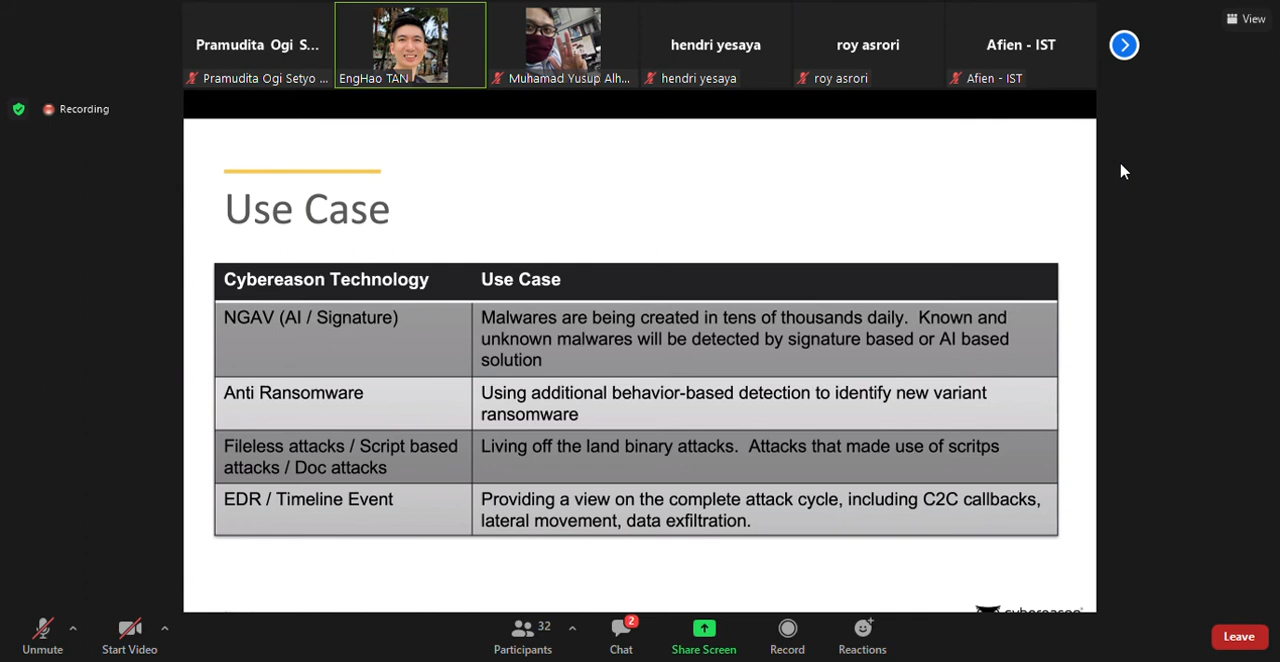 Pramudita Ogi S...
hendri yesaya
roy asrori
Afien - IST
View
Pramudita Ogi Setyo ...
EngHao TAN
Muhamad Yusup Alh...
hendri yesaya
roy asrori
Afien - IST
Recording
Use Case
Cybereason Technology
Use Case
NGAV (AI / Signature)
Malwares are being created in tens of thousands daily. Known and
unknown malwares will be detected by signature based or AI based
solution
Anti Ransomware
Using additional behavior-based detection to identify new variant
ransomware
Fileless attacks / Script based
attacks / Doc attacks
Living off the land binary attacks. Attacks that made use of scritps
EDR / Timeline Event
Providing a view on the complete attack cycle, including C2C callbacks,
lateral movement, data exfiltration.
cybereason
Unmute
Start Video
32
Participants
2
Chat
Share Screen
Record
Reactions
Leave